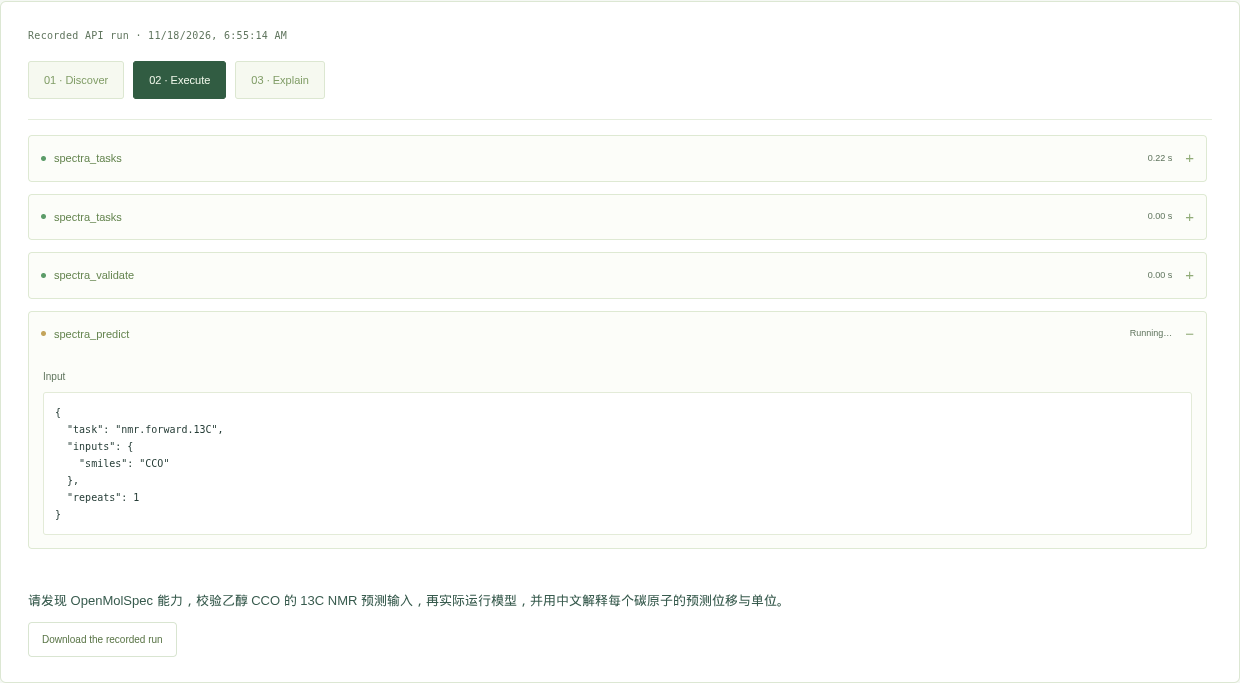 Recorded API run · 11/18/2026, 6:55:14 AM
01 · Discover
02 · Execute
03 · Explain
spectra_tasks 0.22 s +
spectra_tasks 0.00 s +
spectra_validate 0.00 s +
spectra_predict Running… −
Input
{
  "task": "nmr.forward.13C",
  "inputs": {
    "smiles": "CCO"
  },
  "repeats": 1
}
请发现 OpenMolSpec 能力，校验乙醇 CCO 的 13C NMR 预测输入，再实际运行模型，并用中文解释每个碳原子的预测位移与单位。
Download the recorded run